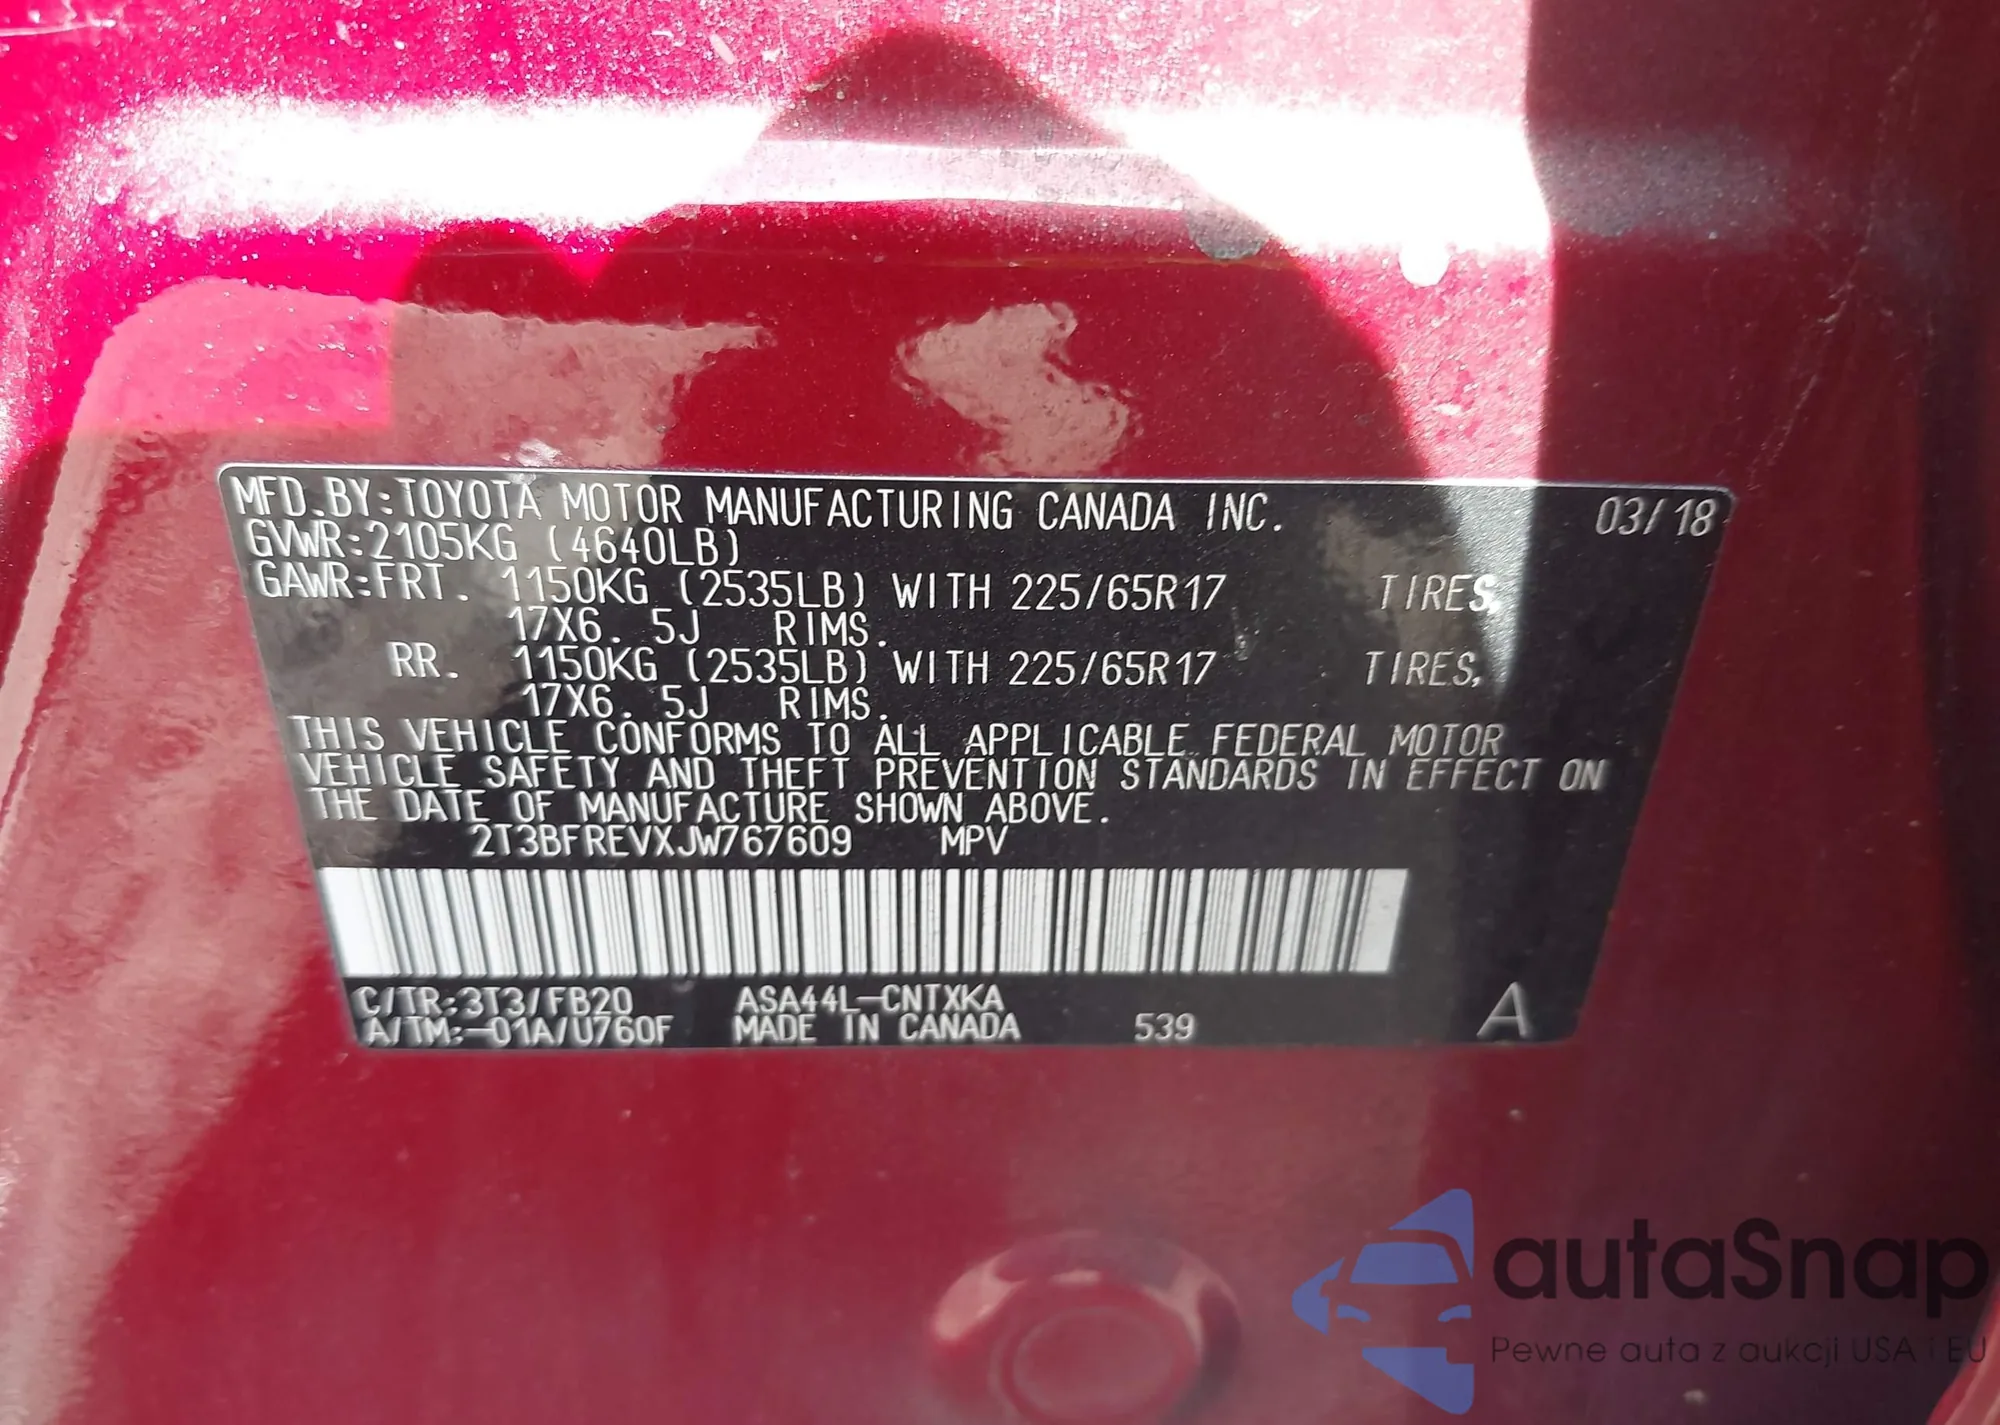 MFD.BY:TOYOTA MOTOR MANUFACTURING CANADA INC. 03/18
GVWR:2105KG (4640LB)
GAWR:FRT. 1150KG (2535LB) WITH 225/65R17 TIRES,
17X6.5J RIMS.
RR. 1150KG (2535LB) WITH 225/65R17 TIRES,
17X6.5J RIMS.
THIS VEHICLE CONFORMS TO ALL APPLICABLE FEDERAL MOTOR
VEHICLE SAFETY AND THEFT PREVENTION STANDARDS IN EFFECT ON
THE DATE OF MANUFACTURE SHOWN ABOVE.
2T3BFREVXJW767609 MPV
C/TR:3T3/FB20 ASA44L-CNTXKA
A/TM:-01A/U760F MADE IN CANADA 539 A
autaSnap
Pewne auta z aukcji USA i EU